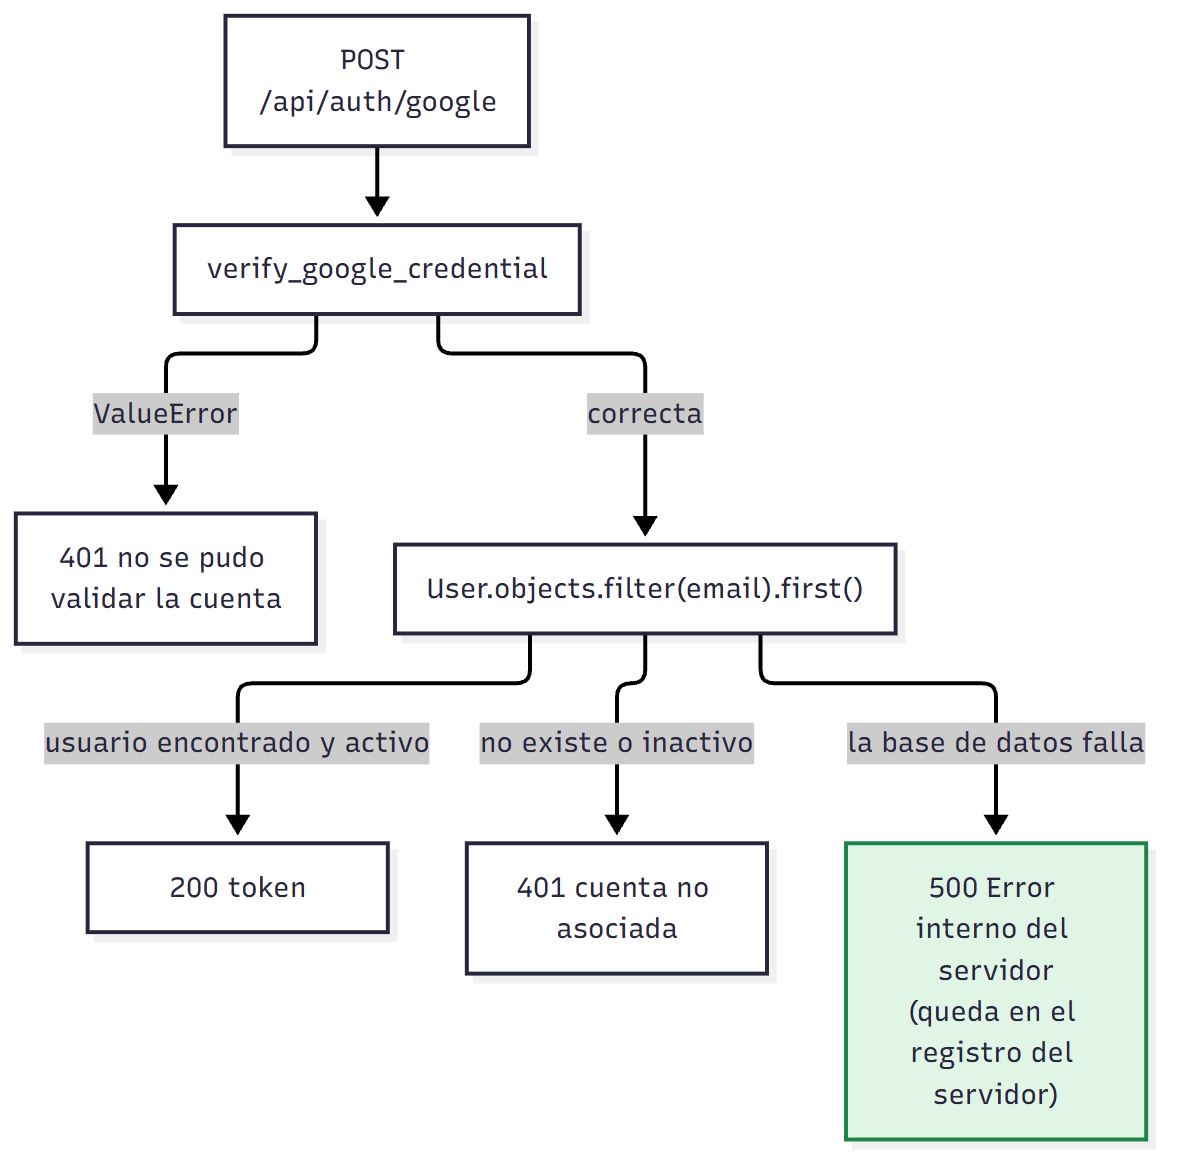 POST
/api/auth/google
verify_google_credential
ValueError
correcta
401 no se pudo
validar la cuenta
User.objects.filter(email).first()
usuario encontrado y activo
no existe o inactivo
la base de datos falla
200 token
401 cuenta no
asociada
500 Error
interno del
servidor
(queda en el
registro del
servidor)